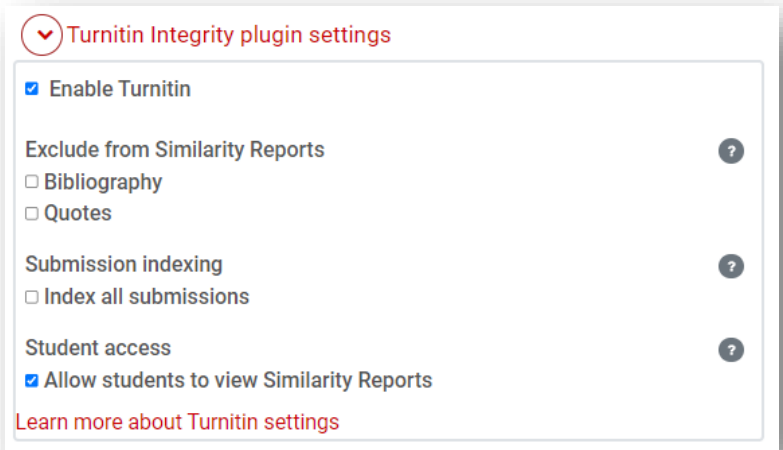 Turnitin Integrity plugin settings
Enable Turnitin
Exclude from Similarity Reports ?
Bibliography
Quotes
Submission indexing ?
Index all submissions
Student access ?
Allow students to view Similarity Reports
Learn more about Turnitin settings